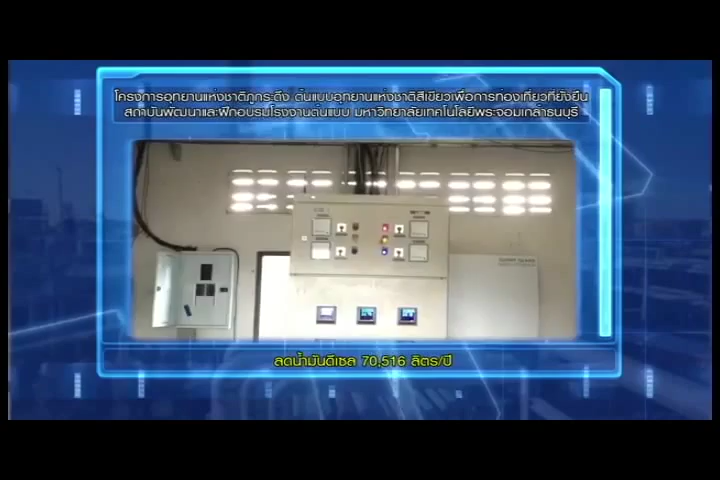 โครงการอุทยานแห่งชาติภูกระดึง ต้นแบบอุทยานแห่งชาติสีเขียวเพื่อการท่องเที่ยวที่ยั่งยืน
สถาบันพัฒนาและฝึกอบรมโรงงานต้นแบบ มหาวิทยาลัยเทคโนโลยีพระจอมเกล้าธนบุรี
ลดน้ำมันดีเซล 70,516 ลิตร/ปี